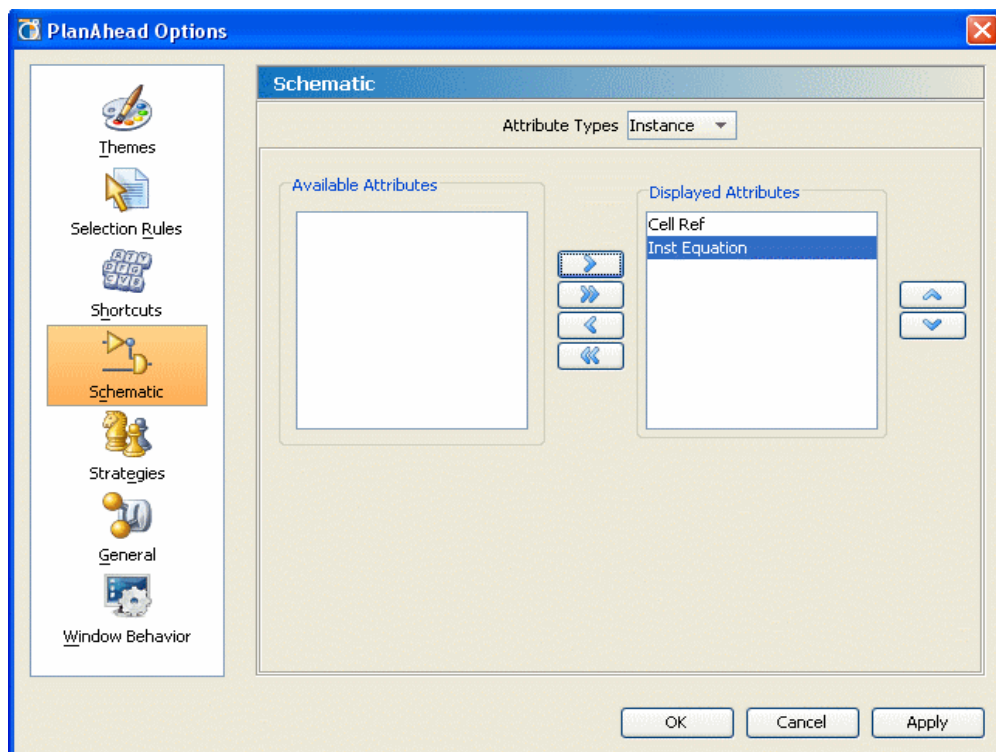 PlanAhead Options
Themes
Selection Rules
Shortcuts
Schematic
Strategies
General
Window Behavior
Schematic
Attribute Types Instance
Available Attributes
Displayed Attributes
Cell Ref
Inst Equation
OK Cancel Apply